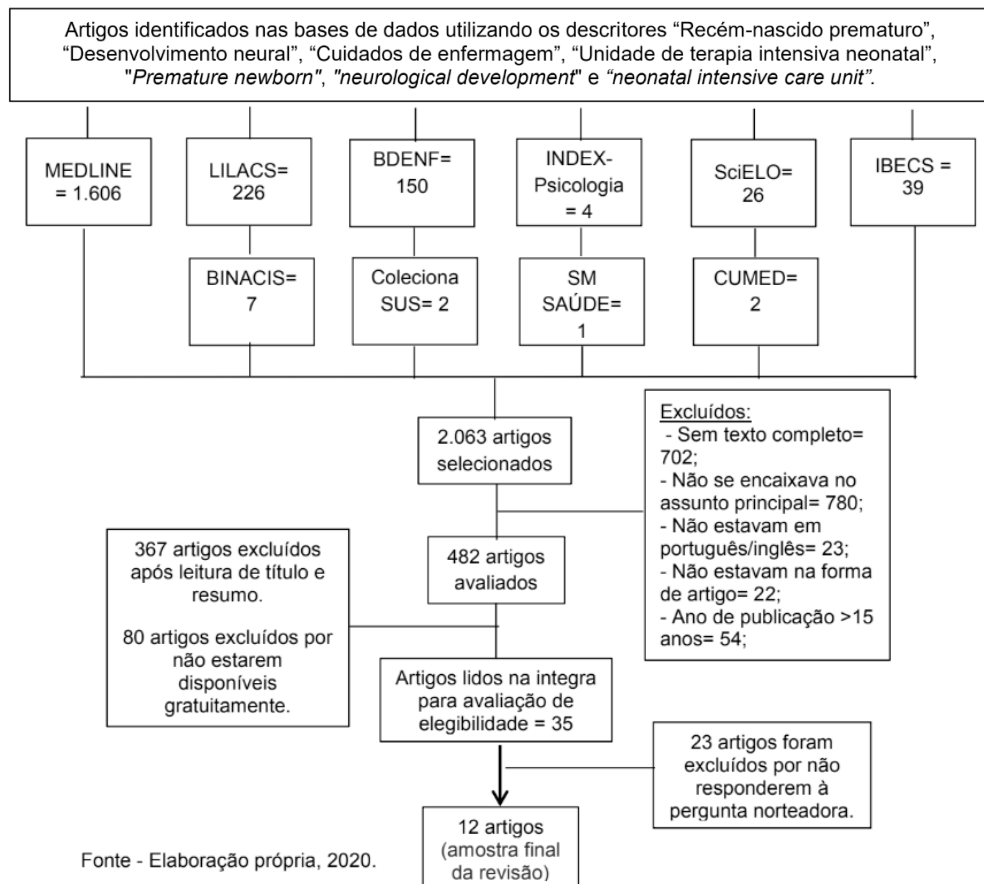 Artigos identificados nas bases de dados utilizando os descritores “Recém-nascido prematuro”,
“Desenvolvimento neural”, “Cuidados de enfermagem”, “Unidade de terapia intensiva neonatal”,
"Premature newborn", "neurological development" e “neonatal intensive care unit”.
MEDLINE
= 1.606
LILACS=
226
BDENF=
150
INDEX-
Psicologia
= 4
SciELO=
26
IBECS =
39
BINACIS=
7
Coleciona
SUS= 2
SM
SAÚDE=
1
CUMED=
2
2.063 artigos
selecionados
Excluídos:
- Sem texto completo=
702;
- Não se encaixava no
assunto principal= 780;
- Não estavam em
português/inglês= 23;
- Não estavam na forma
de artigo= 22;
- Ano de publicação >15
anos= 54;
482 artigos
avaliados
367 artigos excluídos
após leitura de título e
resumo.
80 artigos excluídos por
não estarem
disponíveis
gratuitamente.
Artigos lidos na integra
para avaliação de
elegibilidade = 35
23 artigos foram
excluídos por não
responderem à
pergunta norteadora.
12 artigos
(amostra final
da revisão)
Fonte - Elaboração própria, 2020.